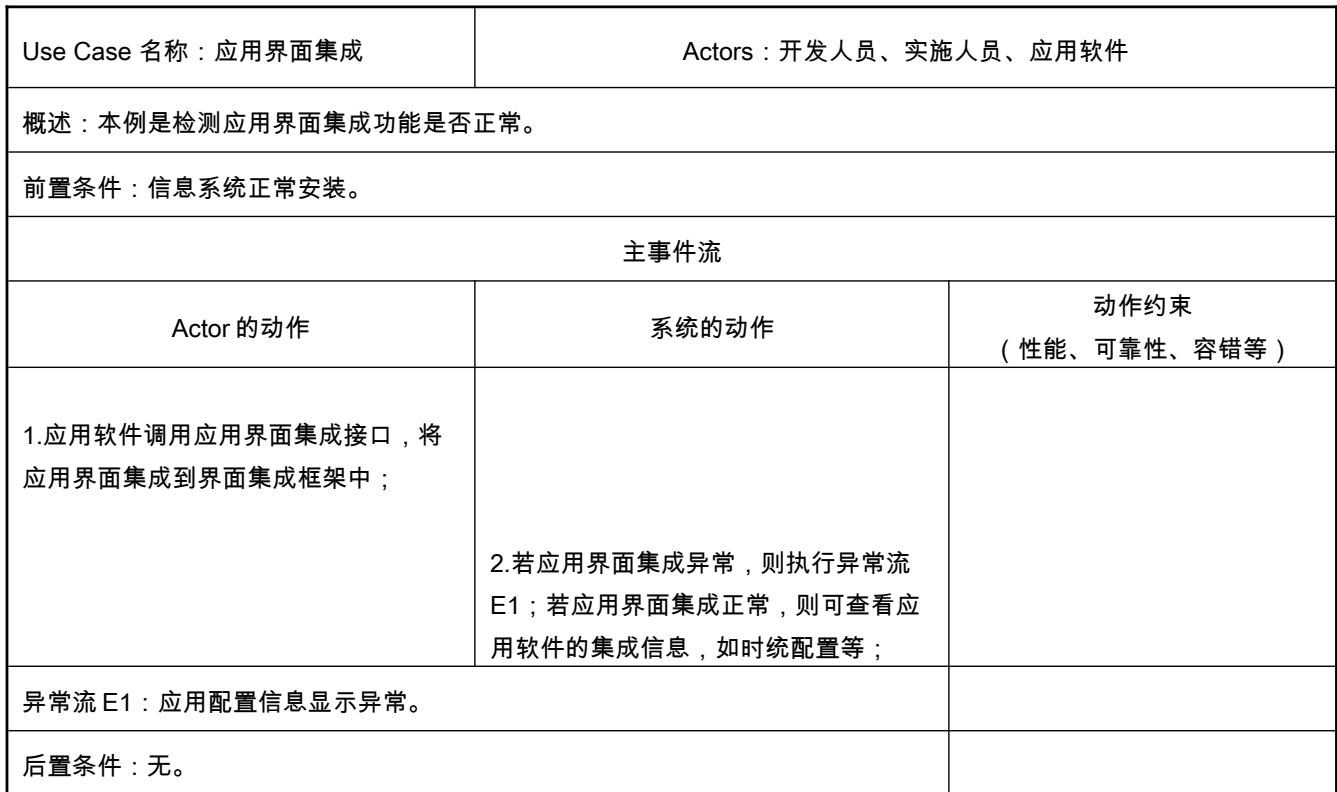 Use Case 名称：应用界面集成
Actors：开发人员、实施人员、应用软件
概述：本例是检测应用界面集成功能是否正常。
前置条件：信息系统正常安装。
主事件流
Actor 的动作
系统的动作
动作约束
（性能、可靠性、容错等）
1.应用软件调用应用界面集成接口，将
应用界面集成到界面集成框架中；
2.若应用界面集成异常，则执行异常流
E1；若应用界面集成正常，则可查看应
用软件的集成信息，如时统配置等；
异常流 E1：应用配置信息显示异常。
后置条件：无。